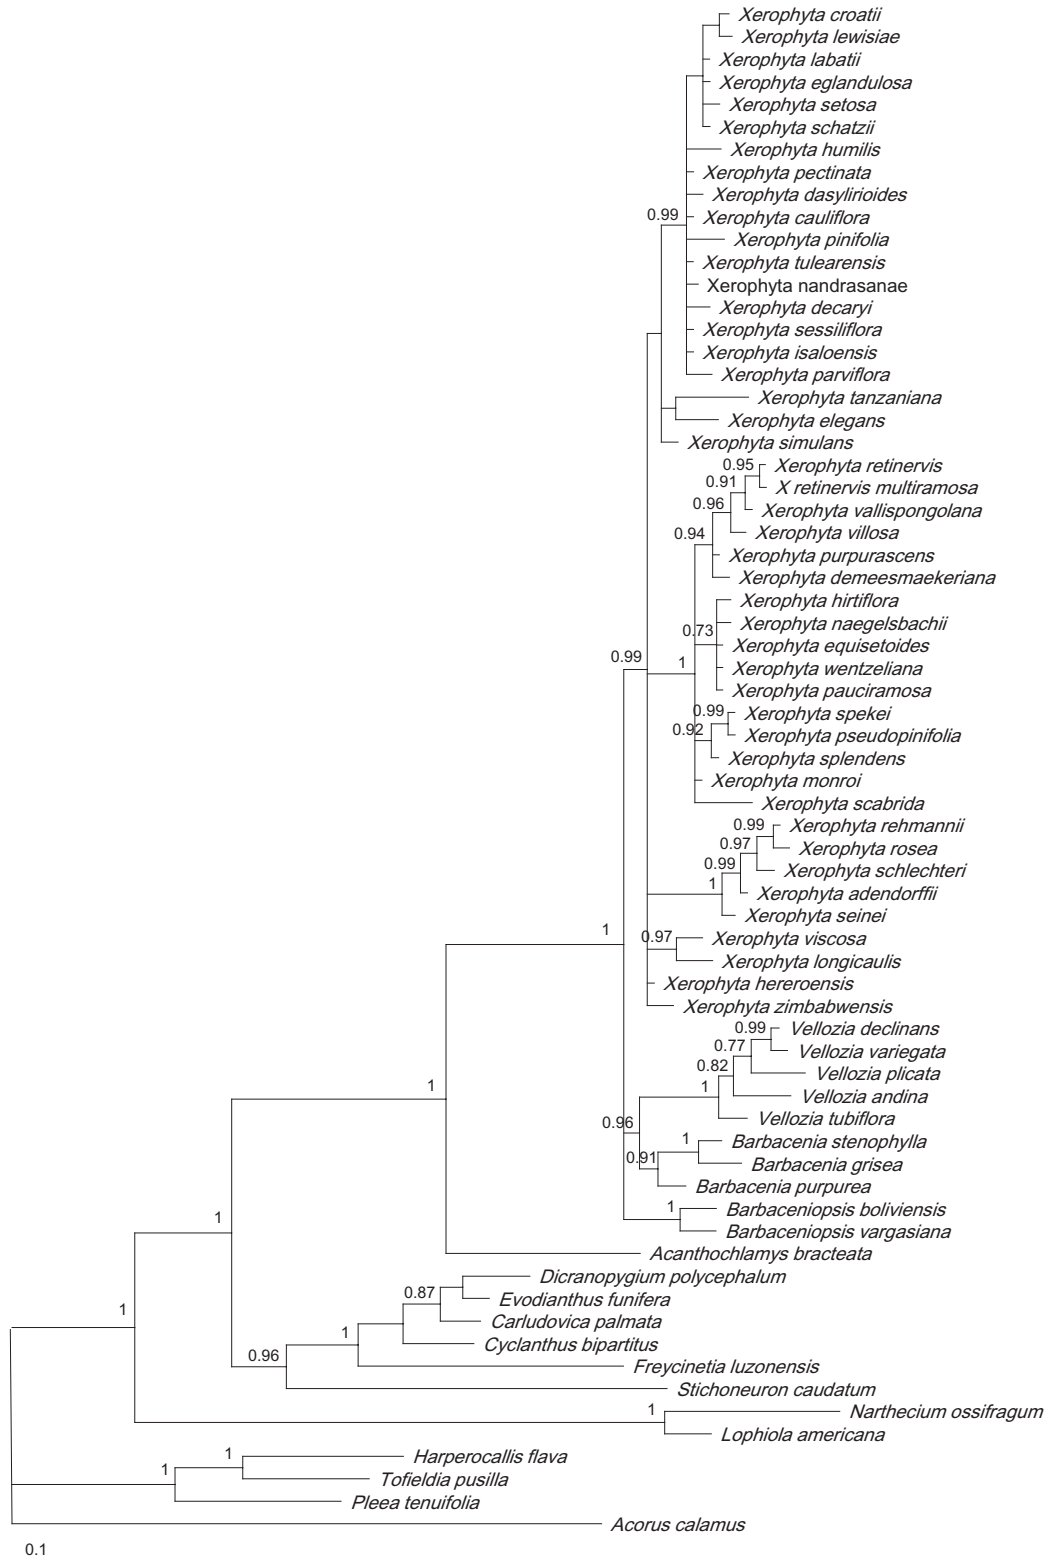 Xerophyta croatii
Xerophyta lewisiae
Xerophyta labatii
Xerophyta eglandulosa
Xerophyta setosa
Xerophyta schatzii
Xerophyta humilis
Xerophyta pectinata
Xerophyta dasylirioides
0.99
Xerophyta cauliflora
Xerophyta pinifolia
Xerophyta tulearensis
Xerophyta nandrasanae
Xerophyta decaryi
Xerophyta sessiliflora
Xerophyta isaloensis
Xerophyta parviflora
Xerophyta tanzaniana
Xerophyta elegans
Xerophyta simulans
0.95
Xerophyta retinervis
0.91
X retinervis multiramosa
0.96
Xerophyta vallispongolana
0.94
Xerophyta villosa
Xerophyta purpurascens
Xerophyta demeesmaekeriana
Xerophyta hirtiflora
0.73
Xerophyta naegelsbachii
Xerophyta equisetoides
0.99
1
Xerophyta wentzeliana
Xerophyta pauciramosa
0.99
Xerophyta spekei
0.92
Xerophyta pseudopinifolia
Xerophyta splendens
Xerophyta monroi
Xerophyta scabrida
0.99
Xerophyta rehmannii
0.97
Xerophyta rosea
0.99
Xerophyta schlechteri
1
Xerophyta adendorffii
Xerophyta seinei
1
0.97
Xerophyta viscosa
Xerophyta longicaulis
Xerophyta hereroensis
Xerophyta zimbabwensis
0.99
Vellozia declinans
0.77
Vellozia variegata
0.82
Vellozia plicata
1
1
Vellozia andina
Vellozia tubiflora
0.96
1
Barbacenia stenophylla
0.91
Barbacenia grisea
Barbacenia purpurea
1
1
Barbaceniopsis boliviensis
Barbaceniopsis vargasiana
Acanthochlamys bracteata
Dicranopygium polycephalum
0.87
Evodianthus funifera
1
Carludovica palmata
1
Cyclanthus bipartitus
0.96
Freycinetia luzonensis
Stichoneuron caudatum
1
Narthecium ossifragum
Lophiola americana
1
Harperocallis flava
1
Tofieldia pusilla
Pleea tenuifolia
Acorus calamus
0.1